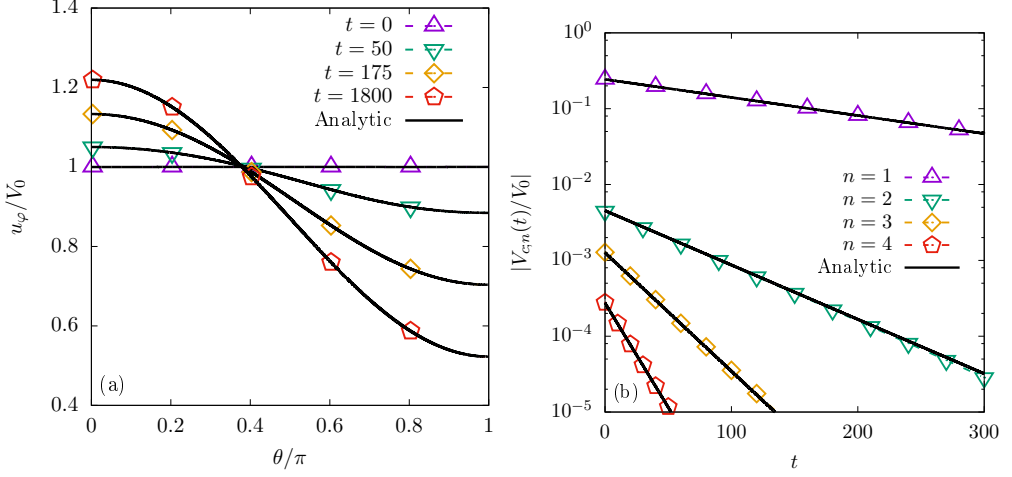 1.4
1.2
1
0.8
0.6
0.4
u_φ/V_0
0 0.2 0.4 0.6 0.8 1
θ/π
t = 0
t = 50
t = 175
t = 1800
Analytic
(a)
10^0
10^−1
10^−2
10^−3
10^−4
10^−5
|V_{c;n}(t)/V_0|
0 100 200 300
t
n = 1
n = 2
n = 3
n = 4
Analytic
(b)